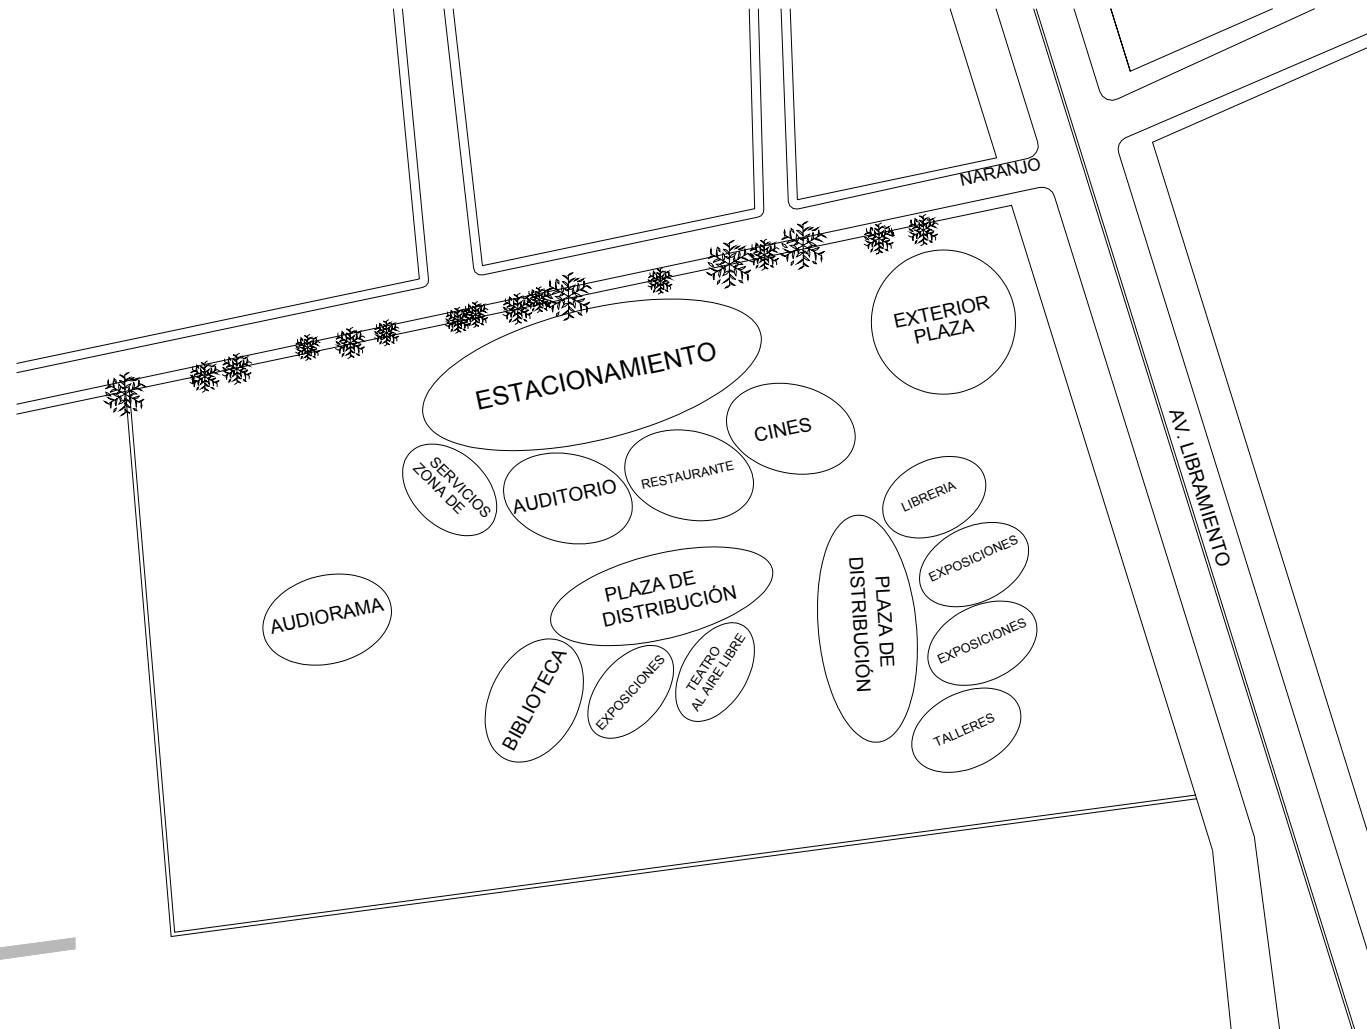 NARANJO
EXTERIOR
PLAZA
ESTACIONAMIENTO
CINES
AV. LIBRAMIENTO
SERVICIOS
ZONA DE
AUDITORIO
RESTAURANTE
LIBRERIA
EXPOSICIONES
PLAZA DE
DISTRIBUCIÓN
PLAZA DE
DISTRIBUCIÓN
AUDIORAMA
EXPOSICIONES
BIBLIOTECA
EXPOSICIONES
TEATRO
AL AIRE LIBRE
TALLERES